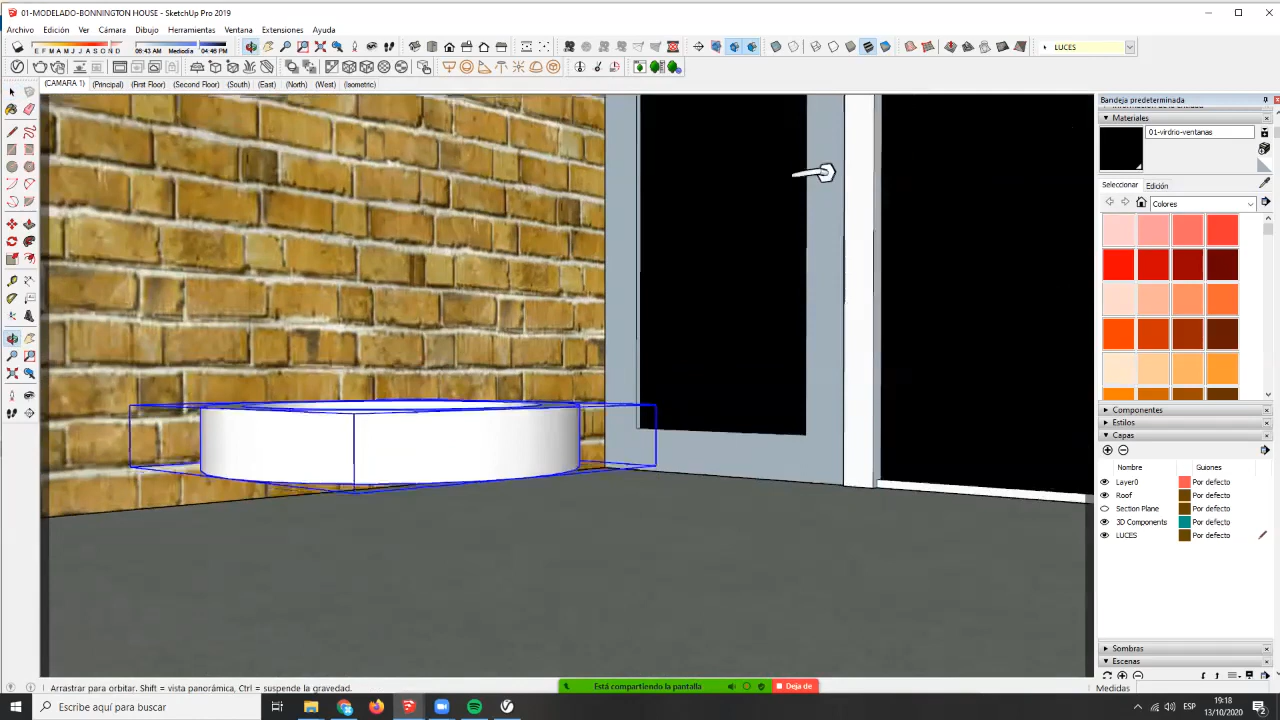 01-MODELADO-BONNINGTON HOUSE - SketchUp Pro 2019
Archivo Edición Ver Cámara Dibujo Herramientas Ventana Extensiones Ayuda
E F M A M J J A S O N D
06:43 AM Mediodía 04:46 PM
LUCES
(CAMARA 1) (Principal) (First Floor) (Second Floor) (South) (East) (North) (West) (Isometric)
Bandeja predeterminada
Materiales
01-virdrio-ventanas
Seleccionar Edición
Colores
Components
Estilos
Capas
Nombre Guiones
Layer0 Por defecto
Roof Por defecto
Section Plane Por defecto
3D Components Por defecto
LUCES Por defecto
Sombras
Escenas
Arrastrar para orbitar. Shift = vista panorámica, Ctrl = suspende la gravedad.
Está compartiendo la pantalla
Deja de
Medidas
Escribe aquí para buscar
ESP
19:18
13/10/2020
2